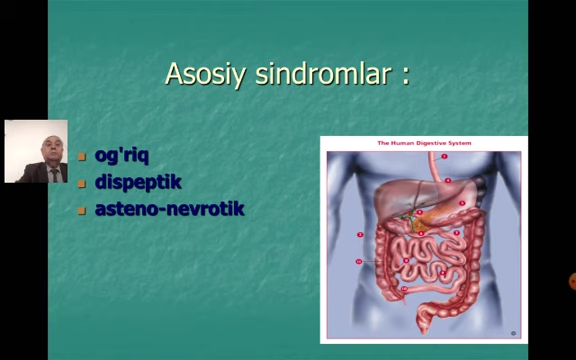 Asosiy sindromlar :
og'riq
dispeptik
asteno-nevrotik
The Human Digestive System